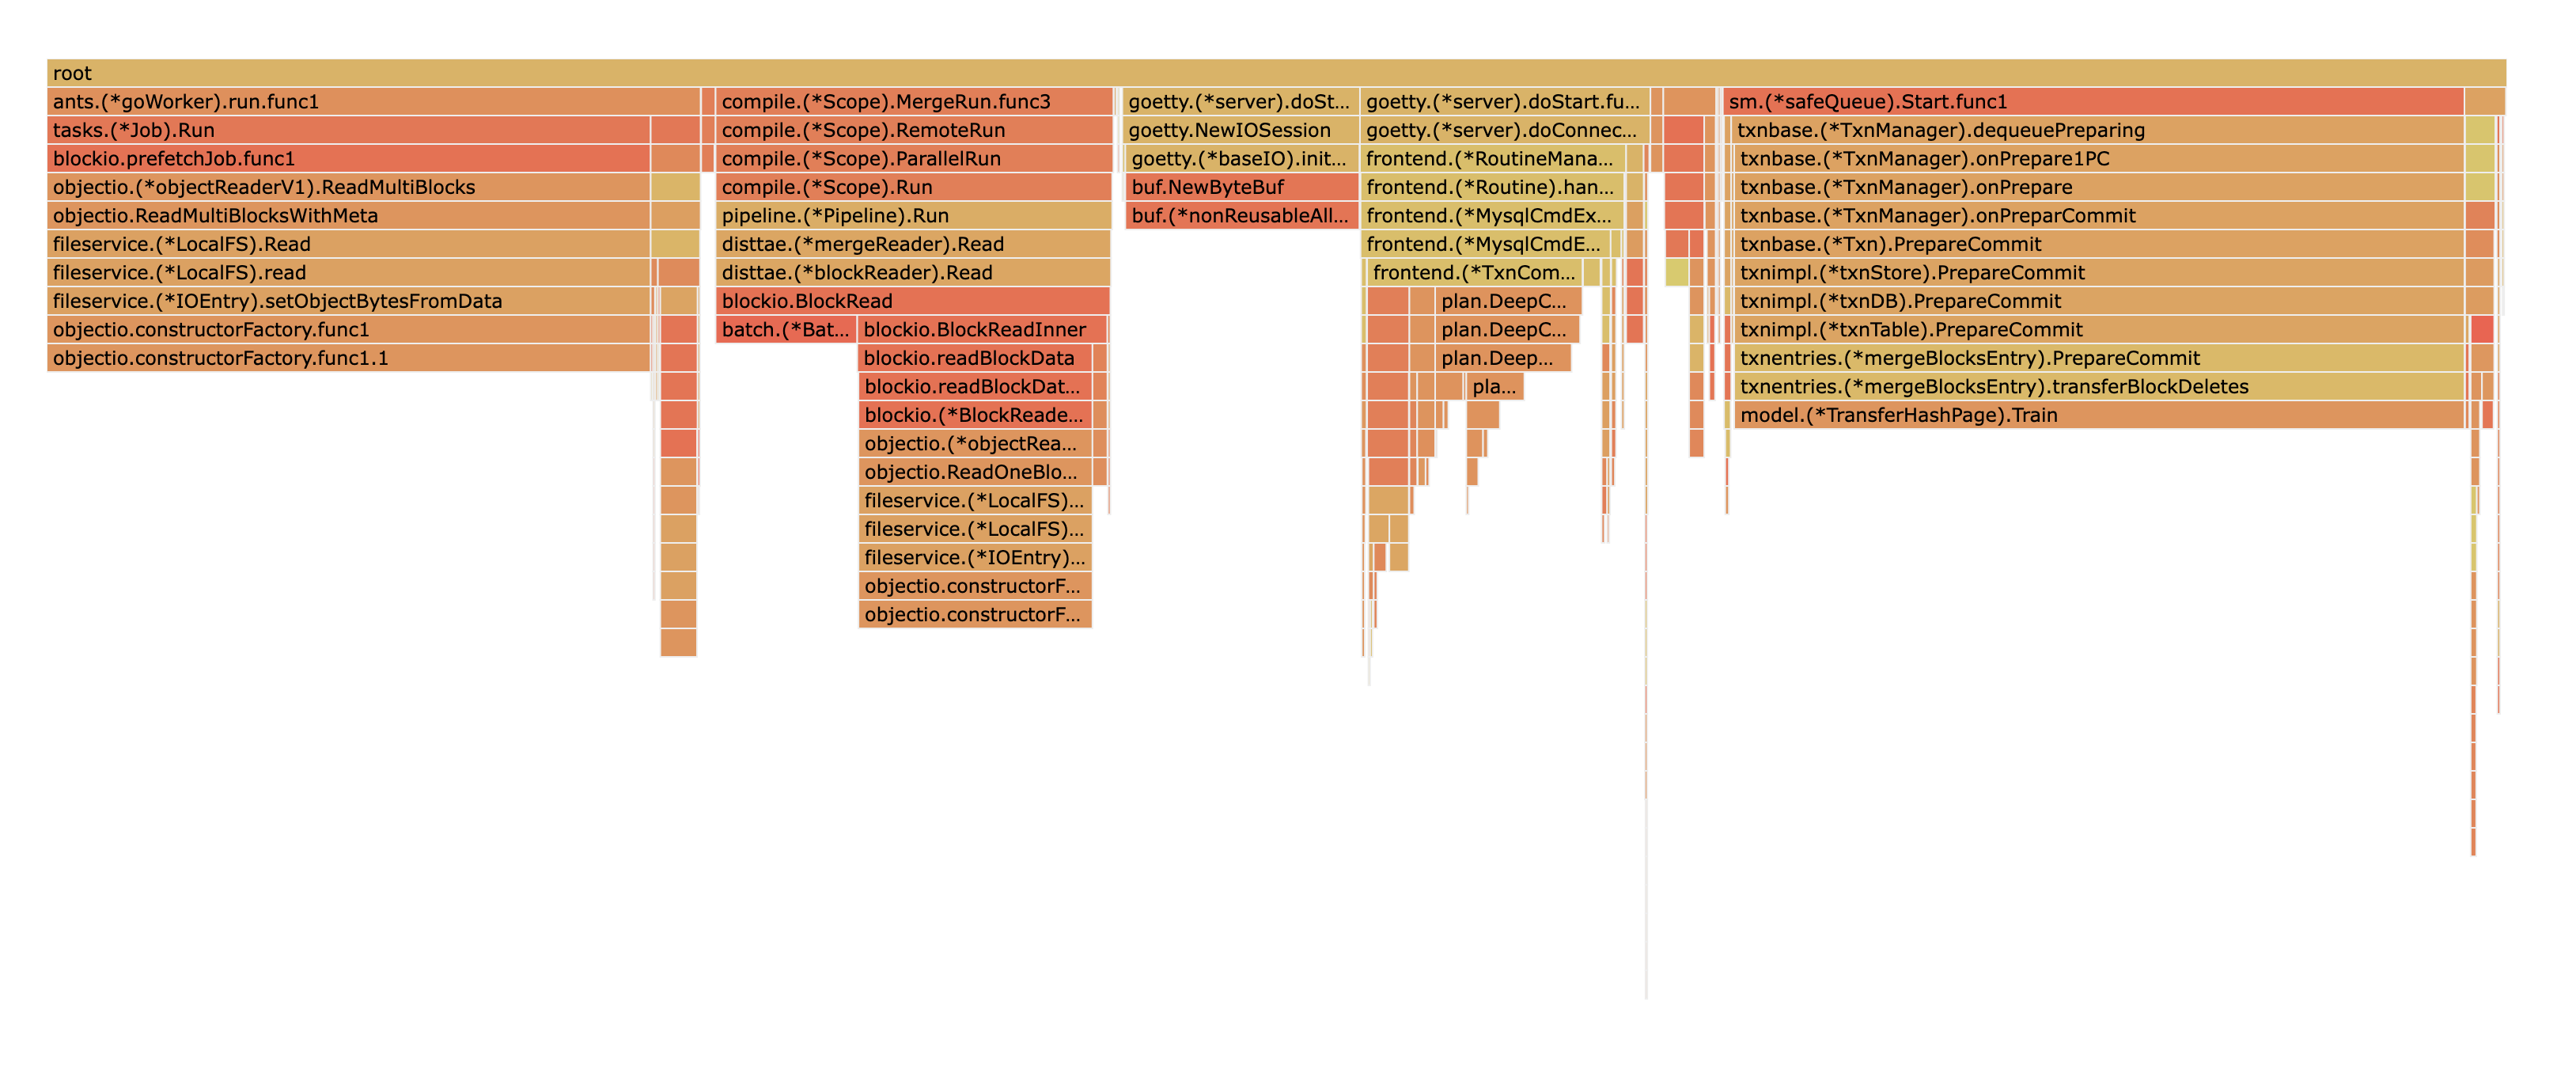 root
ants.(*goWorker).run.func1
compile.(*Scope).MergeRun.func3
goetty.(*server).doSt...
goetty.(*server).doStart.fu...
sm.(*safeQueue).Start.func1
tasks.(*Job).Run
compile.(*Scope).RemoteRun
goetty.NewIOSession
goetty.(*server).doConnec...
txnbase.(*TxnManager).dequeuePreparing
blockio.prefetchJob.func1
compile.(*Scope).ParallelRun
goetty.(*baseIO).init...
frontend.(*RoutineMana...
txnbase.(*TxnManager).onPrepare1PC
objectio.(*objectReaderV1).ReadMultiBlocks
compile.(*Scope).Run
buf.NewByteBuf
frontend.(*Routine).han...
txnbase.(*TxnManager).onPrepare
objectio.ReadMultiBlocksWithMeta
pipeline.(*Pipeline).Run
buf.(*nonReusableAll...
frontend.(*MysqlCmdEx...
txnbase.(*TxnManager).onPreparCommit
fileservice.(*LocalFS).Read
disttae.(*mergeReader).Read
frontend.(*MysqlCmdE...
txnbase.(*Txn).PrepareCommit
fileservice.(*LocalFS).read
disttae.(*blockReader).Read
frontend.(*TxnCom...
txnimpl.(*txnStore).PrepareCommit
fileservice.(*IOEntry).setObjectBytesFromData
blockio.BlockRead
plan.DeepC...
txnimpl.(*txnDB).PrepareCommit
objectio.constructorFactory.func1
batch.(*Bat...
blockio.BlockReadInner
plan.DeepC...
txnimpl.(*txnTable).PrepareCommit
objectio.constructorFactory.func1.1
blockio.readBlockData
plan.Deep...
txnentries.(*mergeBlocksEntry).PrepareCommit
blockio.readBlockDat...
pla...
txnentries.(*mergeBlocksEntry).transferBlockDeletes
blockio.(*BlockReade...
model.(*TransferHashPage).Train
objectio.(*objectRea...
objectio.ReadOneBlo...
fileservice.(*LocalFS)...
fileservice.(*LocalFS)...
fileservice.(*IOEntry)...
objectio.constructorF...
objectio.constructorF...